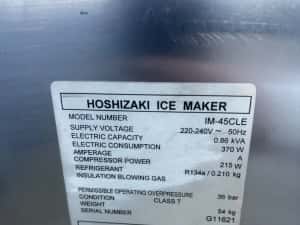 HOSHIZAKI ICE MAKER
MODEL NUMBER IM-45CLE
SUPPLY VOLTAGE 220-240V ~ 50Hz
ELECTRIC CAPACITY 0.86 kVA
ELECTRIC CONSUMPTION 370 W
AMPERAGE A
COMPRESSOR POWER 215 W
REFRIGERANT R134a / 0.210 kg
INSULATION BLOWING GAS
PERMISSIBLE OPERATING OVERPRESSURE bar
CONDITION CLASS T
WEIGHT 54 kg
SERIAL NUMBER G11621